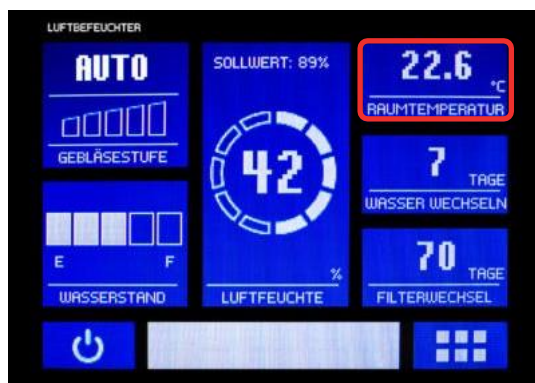 LUFTBEFEUCHTER
AUTO
GEBLÄSESTUFE
E F
WASSERSTAND
SOLLWERT: 89%
42
%
LUFTFEUCHTE
22.6 °C
RAUMTEMPERATUR
7 TAGE
WASSER WECHSELN
70 TAGE
FILTERWECHSEL